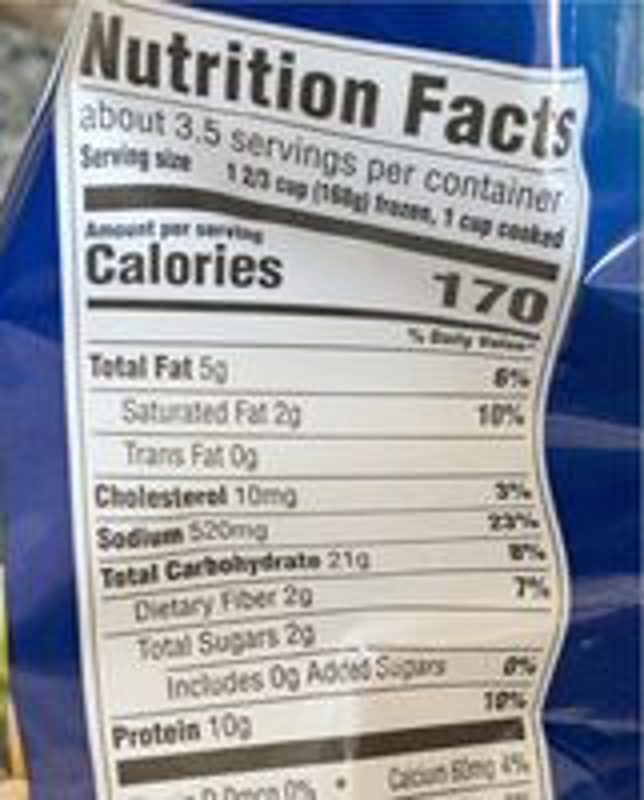 Nutrition Facts
about 3.5 servings per container
Serving size 1 2/3 cup (168g) frozen, 1 cup cooked
Amount per serving
Calories 170
% Daily Value*
Total Fat 5g 6%
Saturated Fat 2g 10%
Trans Fat 0g
Cholesterol 10mg 3%
Sodium 520mg 23%
Total Carbohydrate 21g 8%
Dietary Fiber 2g 7%
Total Sugars 2g
Includes 0g Added Sugars 0%
Protein 10g 10%
D 0mcg 0% • Calcium 60mg 4%